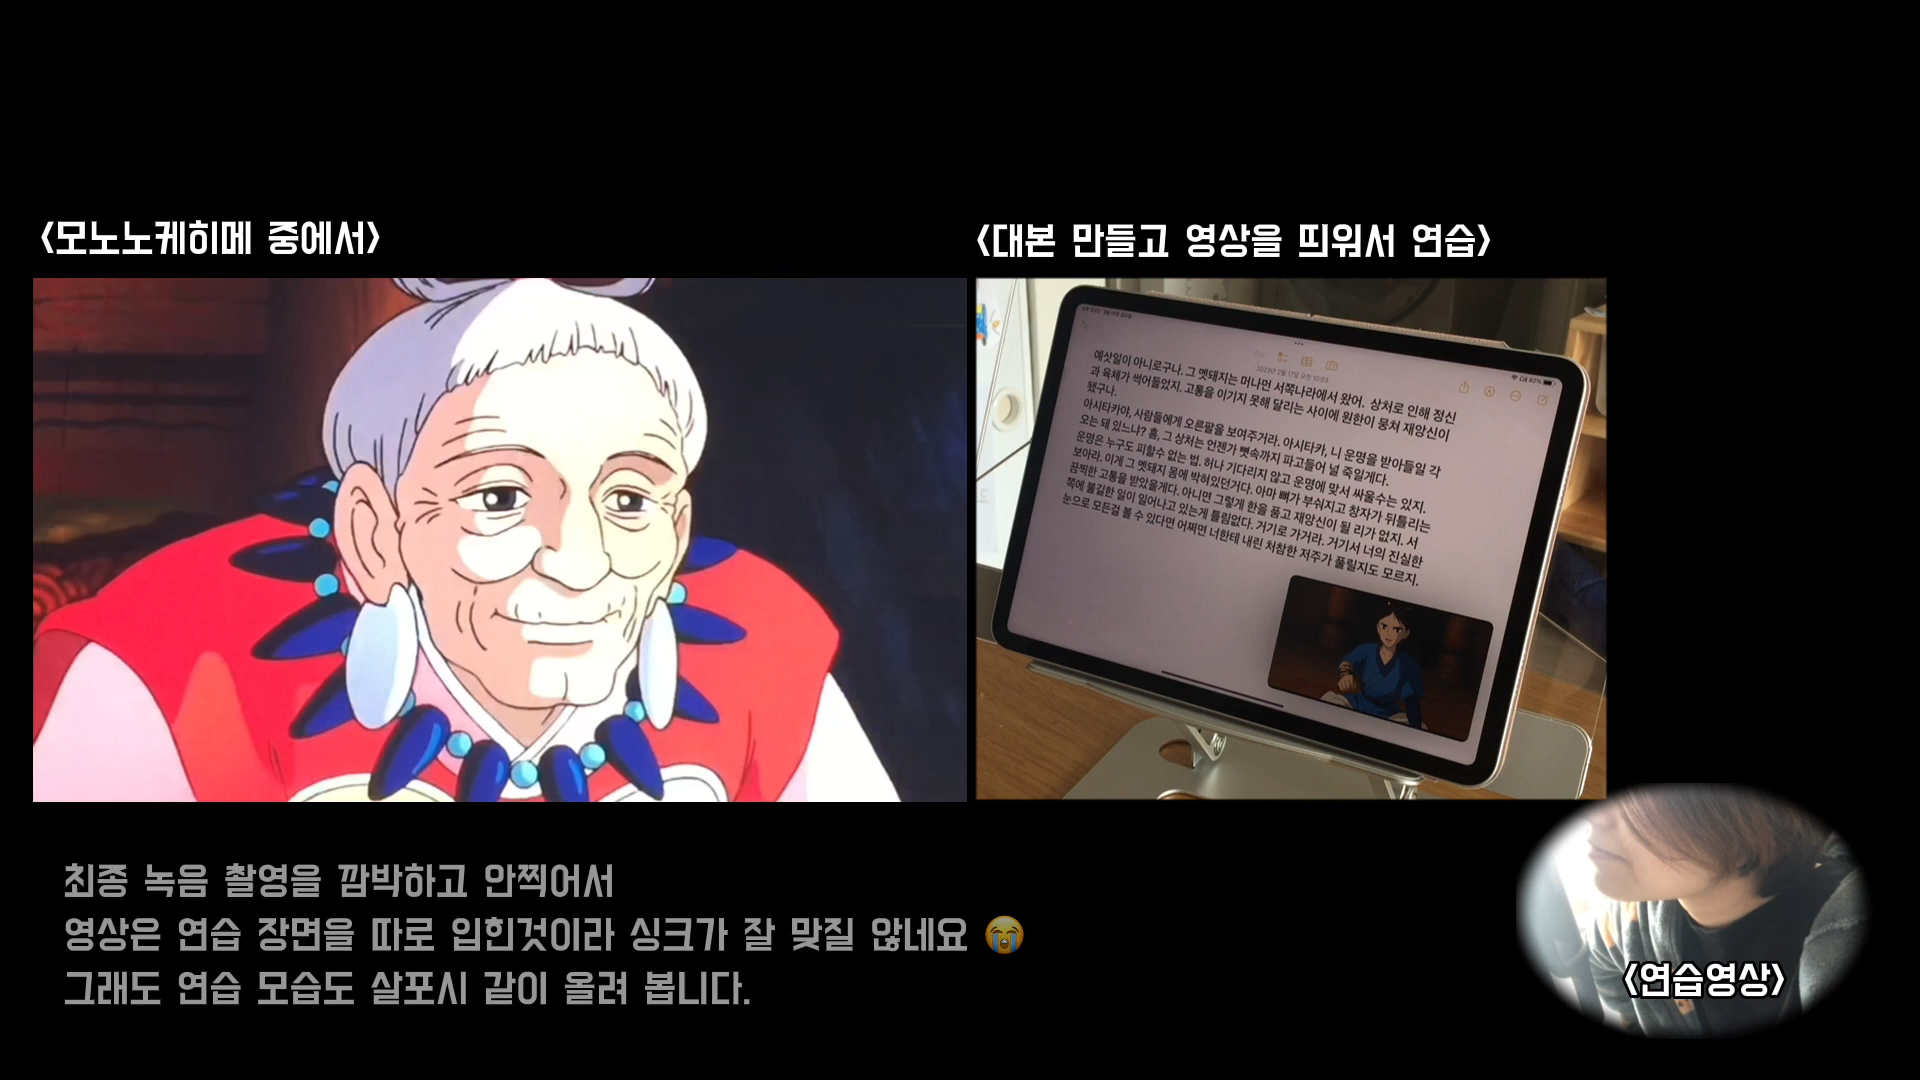 <모노노케히메 중에서>
<대본 만들고 영상을 띄워서 연습>
2023년 2월 17일 오전 10:03
82%
예삿일이 아니로구나. 그 멧돼지는 머나먼 서쪽나라에서 왔어. 상처로 인해 정신
과 육체가 썩어들었지. 고통을 이기지 못해 달리는 사이에 원한이 뭉쳐 재앙신이
됐구나.
아시타카야, 사람들에게 오른팔을 보여주거라. 아시타카, 니 운명을 받아들일 각
오는 돼 있느냐? 흠, 그 상처는 언젠가 뼛속까지 파고들어 널 죽일게다.
운명은 누구도 피할수 없는 법. 허나 기다리지 않고 운명에 맞서 싸울수는 있지.
보아라. 이게 그 멧돼지 몸에 박혀있던거다. 아마 뼈가 부숴지고 창자가 뒤틀리는
끔찍한 고통을 받았을게다. 아니면 그렇게 한을 품고 재앙신이 될 리가 없지. 서
쪽에 불길한 일이 일어나고 있는게 틀림없다. 거기로 가거라. 거기서 너의 진실한
눈으로 모든걸 볼 수 있다면 어쩌면 너한테 내린 처참한 저주가 풀릴지도 모르지.
최종 녹음 촬영을 깜박하고 안찍어서
영상은 연습 장면을 따로 입힌것이라 싱크가 잘 맞질 않네요 😭
그래도 연습 모습도 살포시 같이 올려 봅니다.
<연습영상>